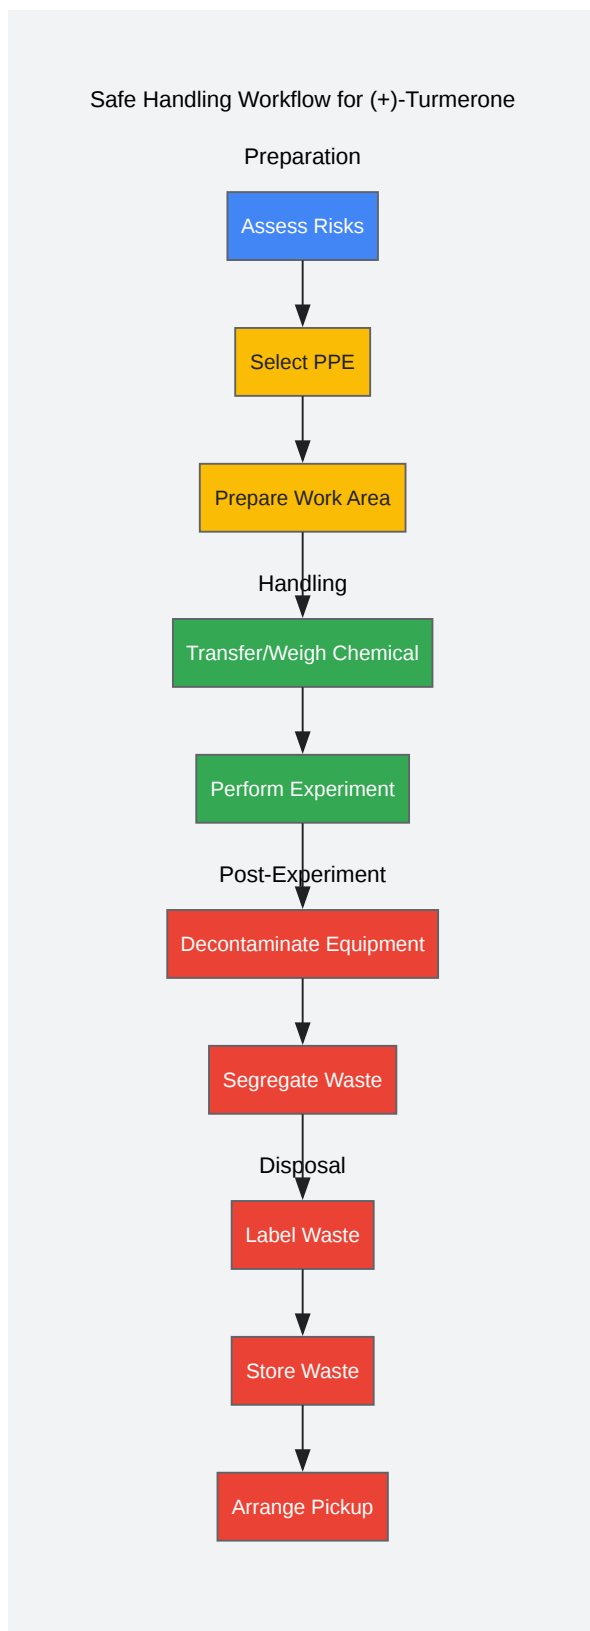 Safe Handling Workflow for (+)-Turmerone
Preparation
Assess Risks
Select PPE
Prepare Work Area
Handling
Transfer/Weigh Chemical
Perform Experiment
Post-Experiment
Decontaminate Equipment
Segregate Waste
Disposal
Label Waste
Store Waste
Arrange Pickup